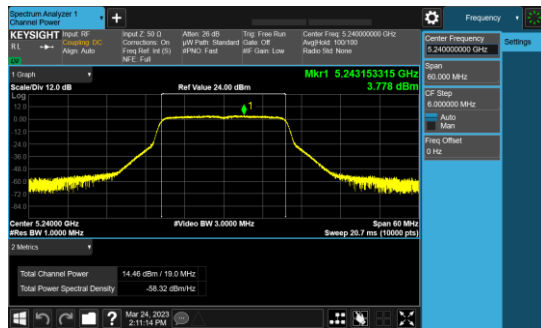 Spectrum Analyzer 1
Channel Power
Frequency
KEYSIGHT
Input: RF
Coupling: DC
Align: Auto
RL
Input Z: 50 Ω
Corrections: On
Freq Ref: Int (S)
NFE: Full
Atten: 26 dB
µW Path: Standard
#PNO: Fast
Trig: Free Run
Gate: Off
#IF Gain: Low
Center Freq: 5.240000000 GHz
Avg|Hold: 100/100
Radio Std: None
Center Frequency
5.240000000 GHz
Settings
Span
60.000 MHz
CF Step
6.000000 MHz
Auto
Man
Freq Offset
0 Hz
1 Graph
Mkr1 5.243153315 GHz
Scale/Div 12.0 dB
Ref Value 24.00 dBm
3.778 dBm
Log
12.0
0.00
-12.0
-24.0
-36.0
-48.0
-60.0
-72.0
-84.0
1
Center 5.24000 GHz
#Video BW 3.0000 MHz
Span 60 MHz
#Res BW 1.0000 MHz
Sweep 20.7 ms (10000 pts)
2 Metrics
Total Channel Power 14.46 dBm / 19.0 MHz
Total Power Spectral Density -58.32 dBm/Hz
Mar 24, 2023
2:11:14 PM